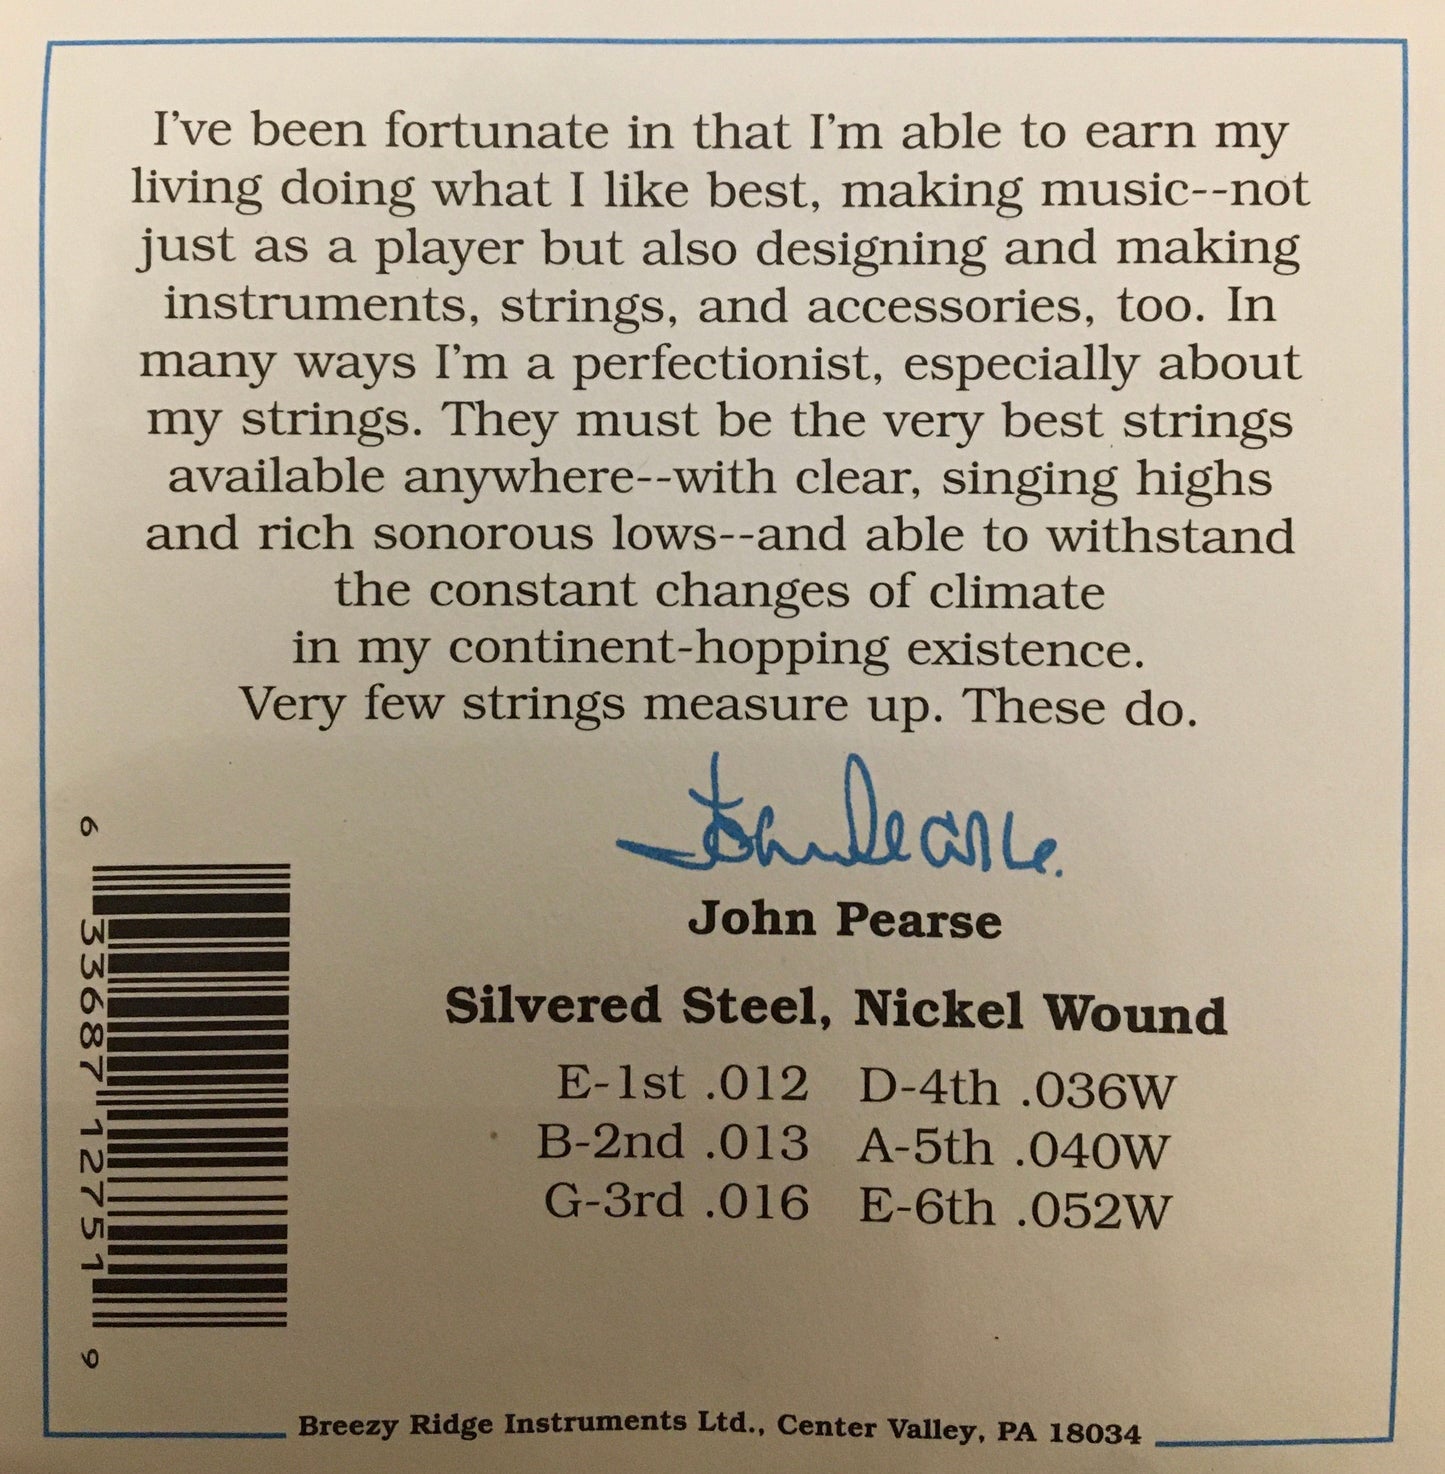 I've been fortunate in that I'm able to earn my
living doing what I like best, making music--not
just as a player but also designing and making
instruments, strings, and accessories, too. In
many ways I'm a perfectionist, especially about
my strings. They must be the very best strings
available anywhere--with clear, singing highs
and rich sonorous lows--and able to withstand
the constant changes of climate
in my continent-hopping existence.
Very few strings measure up. These do.
John Pearse.
John Pearse
Silvered Steel, Nickel Wound
E-1st .012 D-4th .036W
B-2nd .013 A-5th .040W
G-3rd .016 E-6th .052W
6 33687 12751 9
Breezy Ridge Instruments Ltd., Center Valley, PA 18034